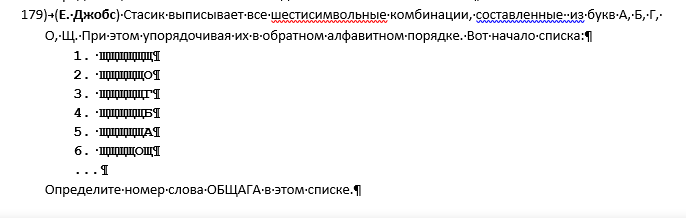 179)→(Е.·Джобс)·Стасик·выписывает·все·шестисимвольные·комбинации,·составленные··из·букв·А,·Б,·Г,·
О,·Щ.·При·этом·упорядочивая·их·в·обратном·алфавитном·порядке.·Вот·начало·списка:¶
1. ·ЩЩЩЩЩЩ¶
2. ·ЩЩЩЩЩО¶
3. ·ЩЩЩЩЩГ¶
4. ·ЩЩЩЩЩБ¶
5. ·ЩЩЩЩЩА¶
6. ·ЩЩЩЩОЩ¶
...¶
Определите·номер·слова·ОБЩАГА·в·этом·списке.¶